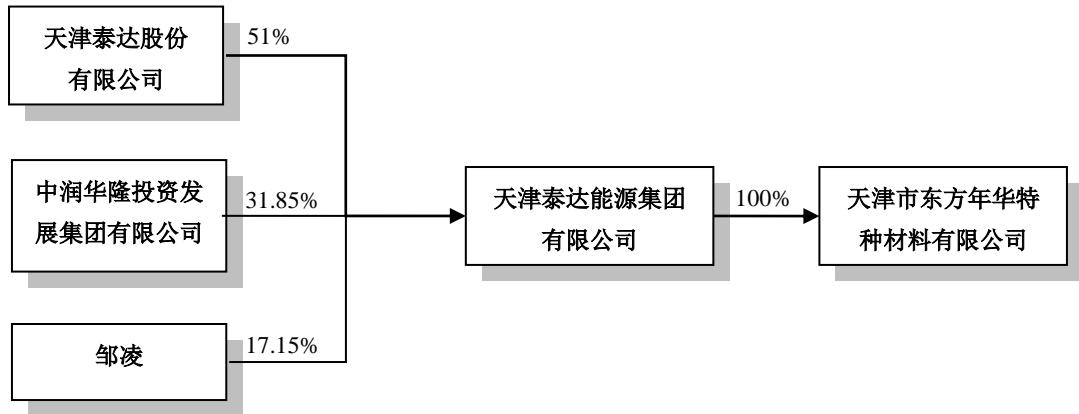 天津泰达股份
有限公司
51%
中润华隆投资发
展集团有限公司
31.85%
邹凌
17.15%
天津泰达能源集团
有限公司
100%
天津市东方年华特
种材料有限公司